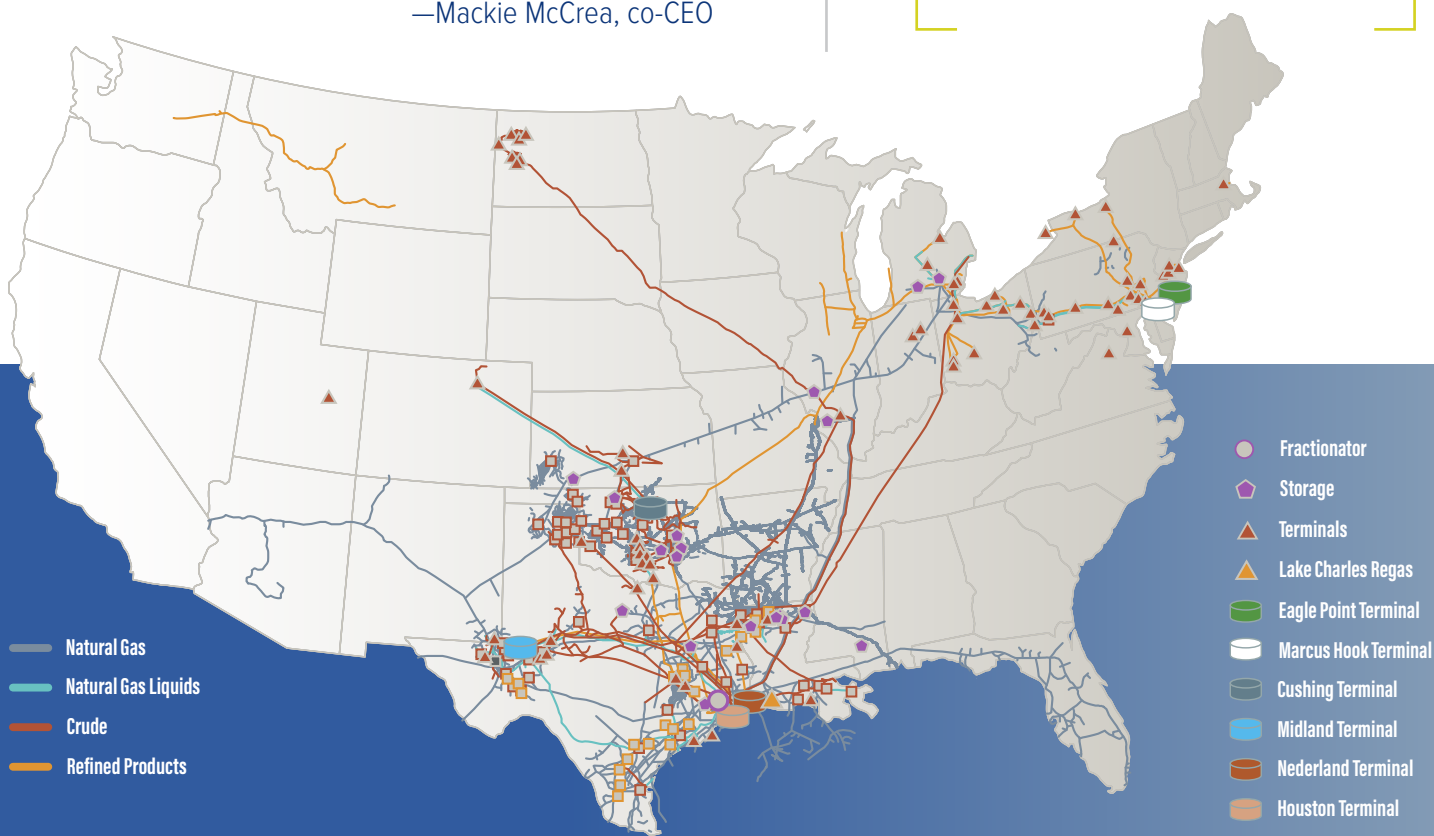 —Mackie McCrea, co-CEO
Natural Gas
Natural Gas Liquids
Crude
Refined Products
Fractionator
Storage
Terminals
Lake Charles Regas
Eagle Point Terminal
Marcus Hook Terminal
Cushing Terminal
Midland Terminal
Nederland Terminal
Houston Terminal